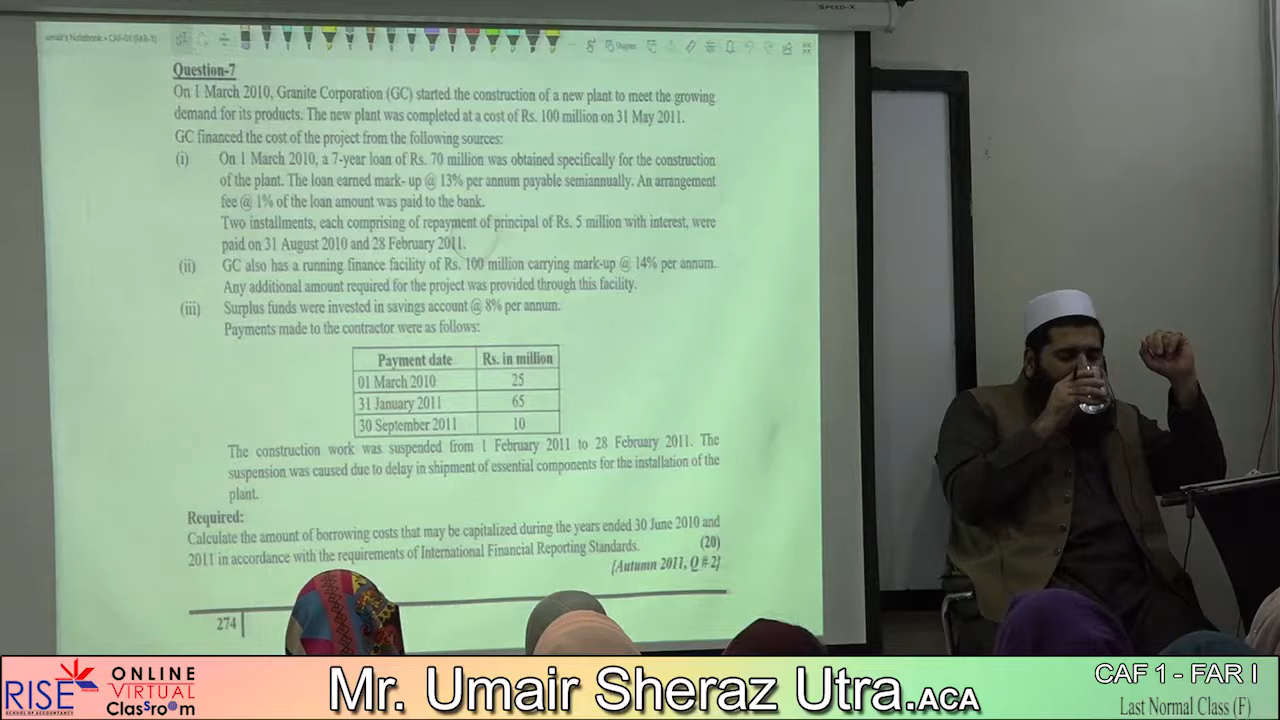 SPEED-X
umair's Notebook • CAF-01 (FAR-1)
Shapes
Question-7
On 1 March 2010, Granite Corporation (GC) started the construction of a new plant to meet the growing
demand for its products. The new plant was completed at a cost of Rs. 100 million on 31 May 2011.
GC financed the cost of the project from the following sources:
(i) On 1 March 2010, a 7-year loan of Rs. 70 million was obtained specifically for the construction
of the plant. The loan earned mark- up @ 13% per annum payable semiannually. An arrangement
fee @ 1% of the loan amount was paid to the bank.
Two installments, each comprising of repayment of principal of Rs. 5 million with interest, were
paid on 31 August 2010 and 28 February 2011.
(ii) GC also has a running finance facility of Rs. 100 million carrying mark-up @ 14% per annum.
Any additional amount required for the project was provided through this facility.
(iii) Surplus funds were invested in savings account @ 8% per annum.
Payments made to the contractor were as follows:
Payment date Rs. in million
01 March 2010 25
31 January 2011 65
30 September 2011 10
The construction work was suspended from 1 February 2011 to 28 February 2011. The
suspension was caused due to delay in shipment of essential components for the installation of the
plant.
Required:
Calculate the amount of borrowing costs that may be capitalized during the years ended 30 June 2010 and
2011 in accordance with the requirements of International Financial Reporting Standards. (20)
{Autumn 2011, Q # 2}
274
RISE
SCHOOL OF ACCOUNTANCY
ONLINE
VIRTUAL
Classroom
Mr. Umair Sheraz Utra.ACA
CAF 1 - FAR I
Last Normal Class (F)